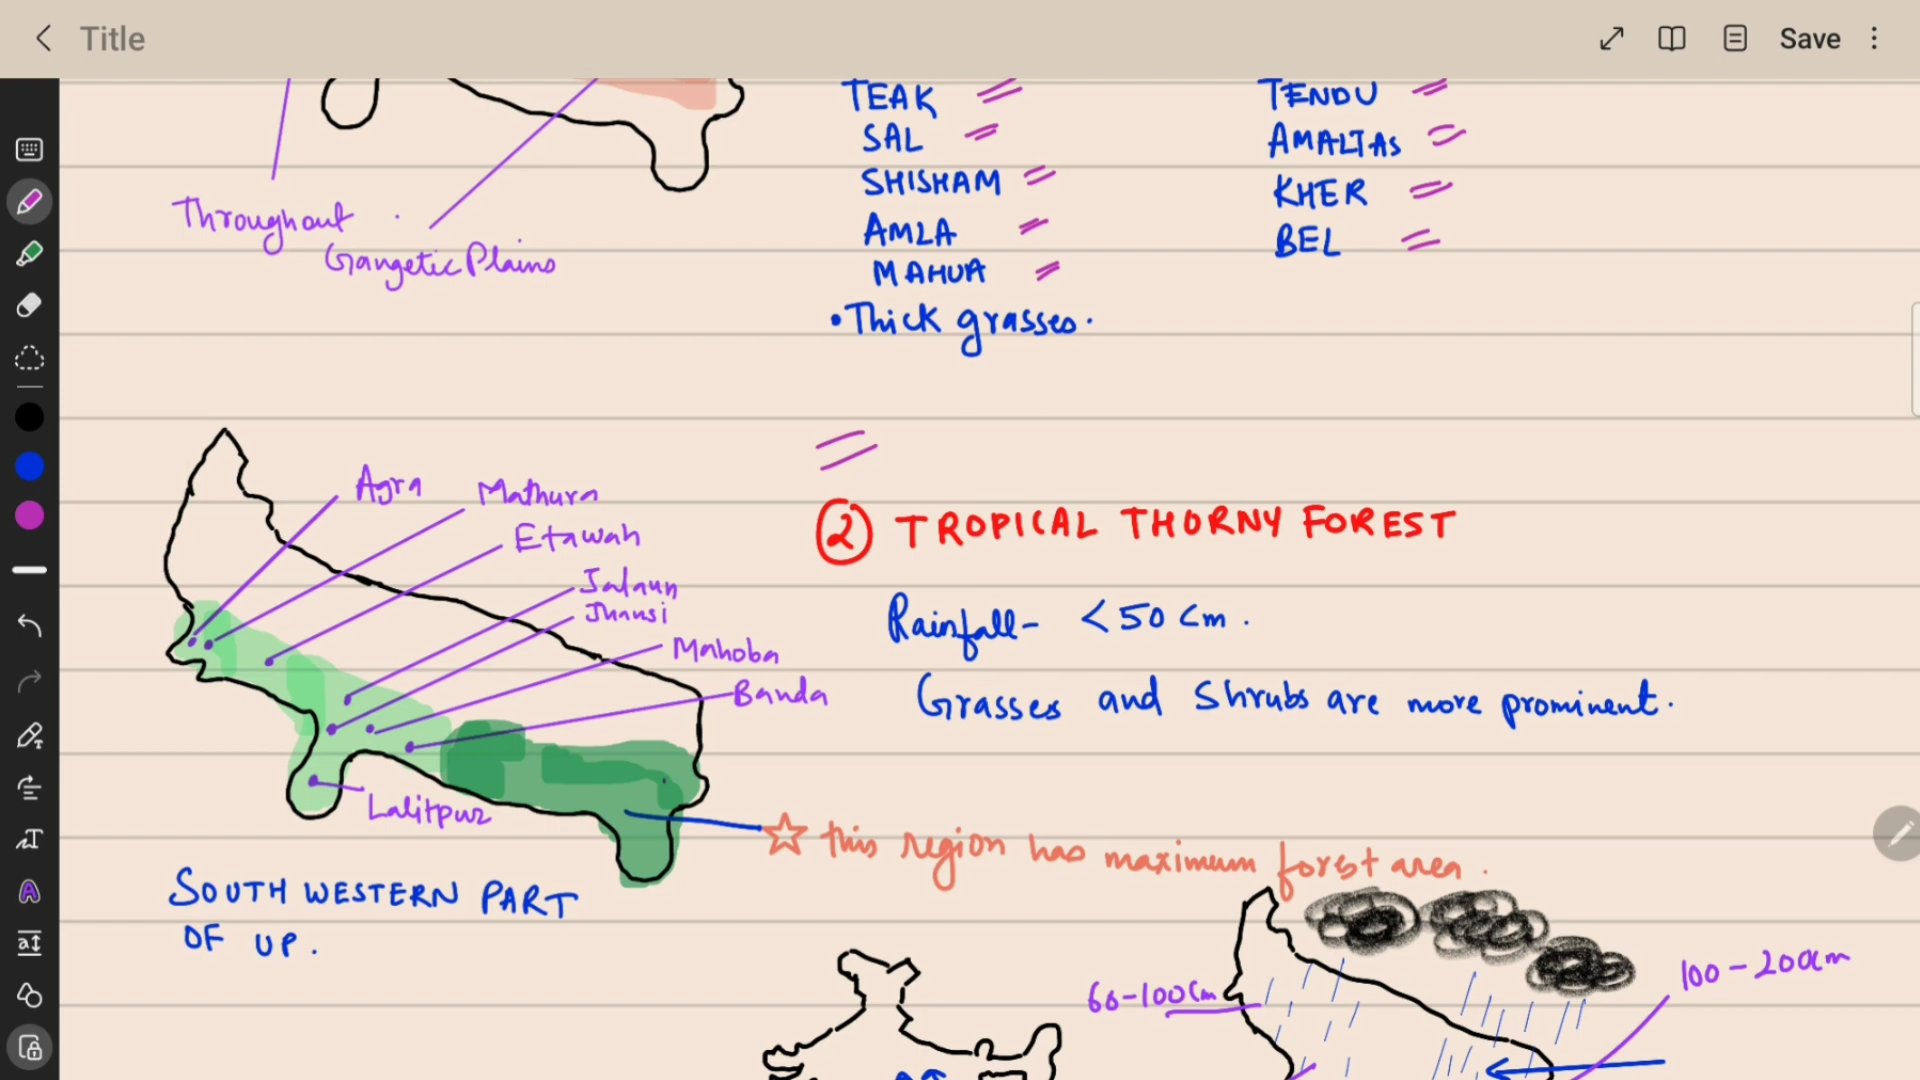 Title
Save
TEAK
SAL
SHISHAM
AMLA
MAHUA
• Thick grasses.
TENDU
AMALTAS
KHER
BEL
Throughout
Gangetic Plains
Agra
Mathura
Etawah
Jalaun
Jhansi
Mahoba
Banda
Lalitpur
SOUTH WESTERN PART
OF UP.
② TROPICAL THORNY FOREST
Rainfall- < 50 cm.
Grasses and Shrubs are more prominent.
☆ this region has maximum forest area.
60-100cm
100-200cm